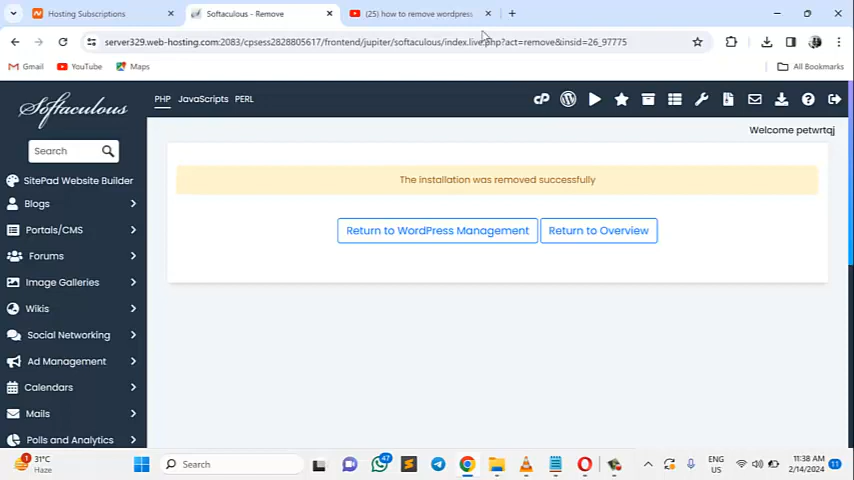 Hosting Subscriptions
Softaculous - Remove
(25) how to remove wordpress
server329.web-hosting.com:2083/cpsess2828805617/frontend/jupiter/softaculous/index.live.php?act=remove&insid=26_97775
Gmail
YouTube
Maps
All Bookmarks
Softaculous
PHP
JavaScripts
PERL
Welcome petwrtqj
Search
The installation was removed successfully
SitePad Website Builder
Blogs
Return to WordPress Management
Return to Overview
Portals/CMS
Forums
Image Galleries
Wikis
Social Networking
Ad Management
Calendars
Mails
Polls and Analytics
1
31°C
Haze
Search
47
ENG
US
11:38 AM
2/14/2024
11